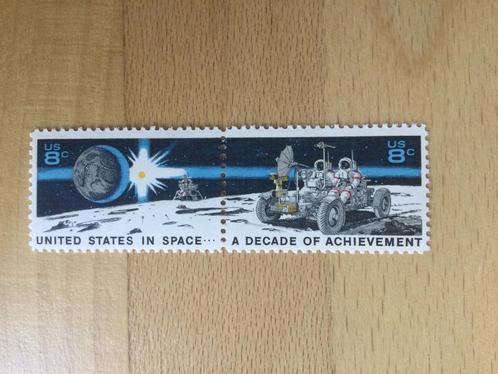 US
8c
UNITED STATES IN SPACE...
US
8c
A DECADE OF ACHIEVEMENT